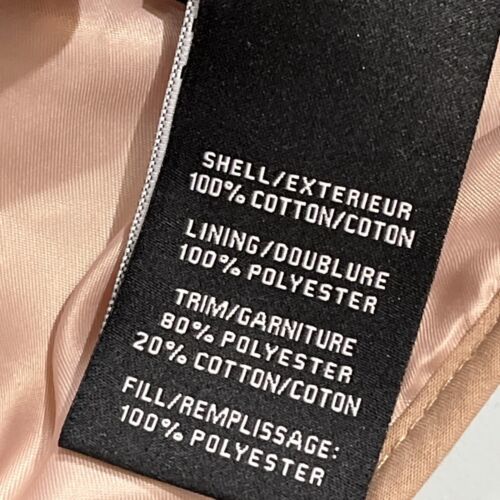 SHELL/EXTERIEUR
100% COTTON/COTON
LINING/DOUBLURE
100% POLYESTER
TRIM/GARNITURE
80% POLYESTER
20% COTTON/COTON
FILL/REMPLISSAGE:
100% POLYESTER